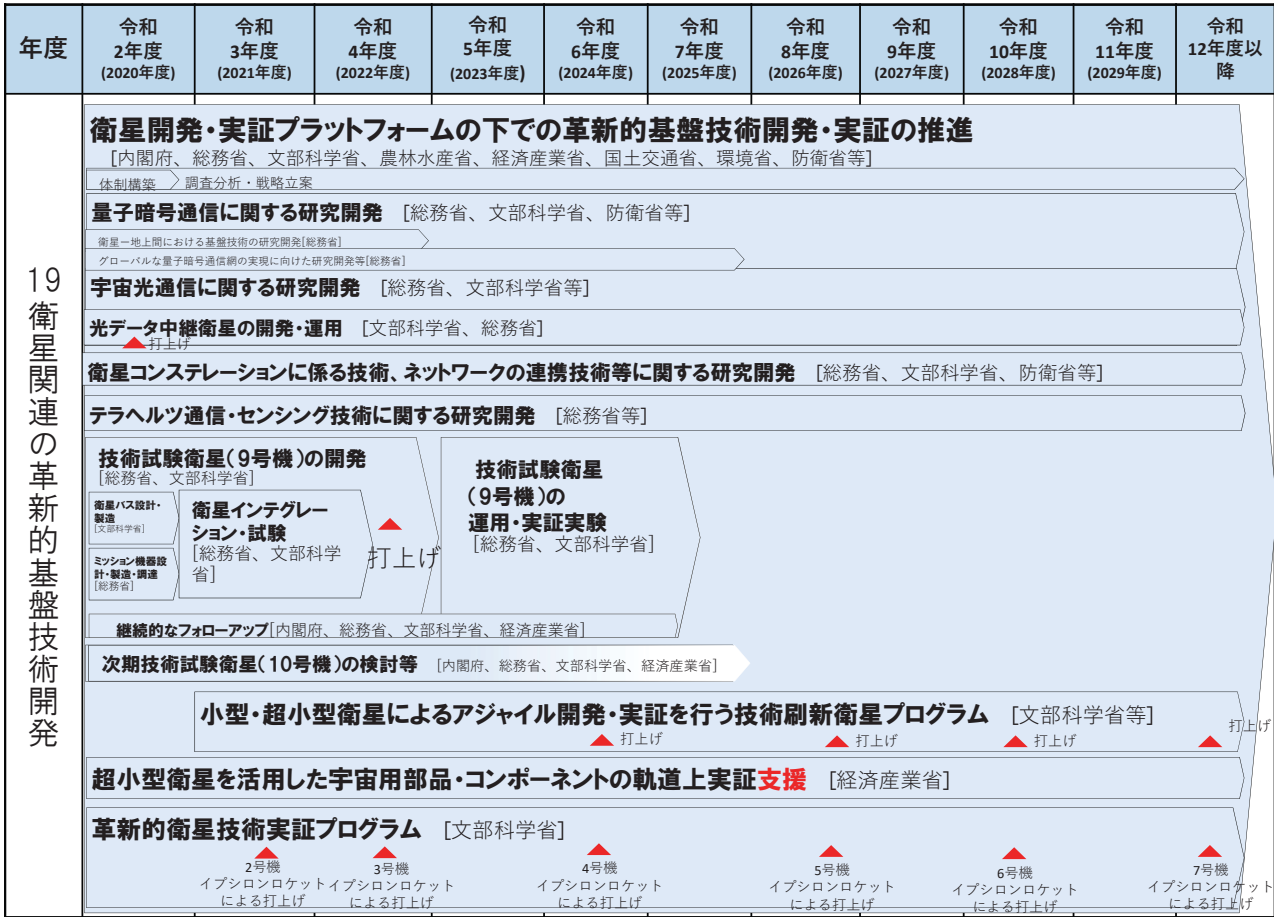 年度
令和
2年度
(2020年度)
令和
3年度
(2021年度)
令和
4年度
(2022年度)
令和
5年度
(2023年度)
令和
6年度
(2024年度)
令和
7年度
(2025年度)
令和
8年度
(2026年度)
令和
9年度
(2027年度)
令和
10年度
(2028年度)
令和
11年度
(2029年度)
令和
12年度以
降
19衛星関連の革新的基盤技術開発
衛星開発・実証プラットフォームの下での革新的基盤技術開発・実証の推進
[内閣府、総務省、文部科学省、農林水産省、経済産業省、国土交通省、環境省、防衛省等]
体制構築 調査分析・戦略立案
量子暗号通信に関する研究開発 [総務省、文部科学省、防衛省等]
衛星ー地上間における基盤技術の研究開発[総務省]
グローバルな量子暗号通信網の実現に向けた研究開発等[総務省]
宇宙光通信に関する研究開発 [総務省、文部科学省等]
光データ中継衛星の開発・運用 [文部科学省、総務省]
打上げ
衛星コンステレーションに係る技術、ネットワークの連携技術等に関する研究開発 [総務省、文部科学省、防衛省等]
テラヘルツ通信・センシング技術に関する研究開発 [総務省等]
技術試験衛星(9号機)の開発
[総務省、文部科学省]
衛星バス設計・
製造
[文部科学省]
ミッション機器設
計・製造・調達
[総務省]
衛星インテグレー
ション・試験
[総務省、文部科学
省]
打上げ
技術試験衛星
(9号機)の
運用・実証実験
[総務省、文部科学省]
継続的なフォローアップ[内閣府、総務省、文部科学省、経済産業省]
次期技術試験衛星(10号機)の検討等 [内閣府、総務省、文部科学省、経済産業省]
小型・超小型衛星によるアジャイル開発・実証を行う技術刷新衛星プログラム [文部科学省等]
打上げ
打上げ
打上げ
打上げ
超小型衛星を活用した宇宙用部品・コンポーネントの軌道上実証支援 [経済産業省]
革新的衛星技術実証プログラム [文部科学省]
2号機
イプシロンロケット
による打上げ
3号機
イプシロンロケット
による打上げ
4号機
イプシロンロケット
による打上げ
5号機
イプシロンロケット
による打上げ
6号機
イプシロンロケット
による打上げ
7号機
イプシロンロケット
による打上げ